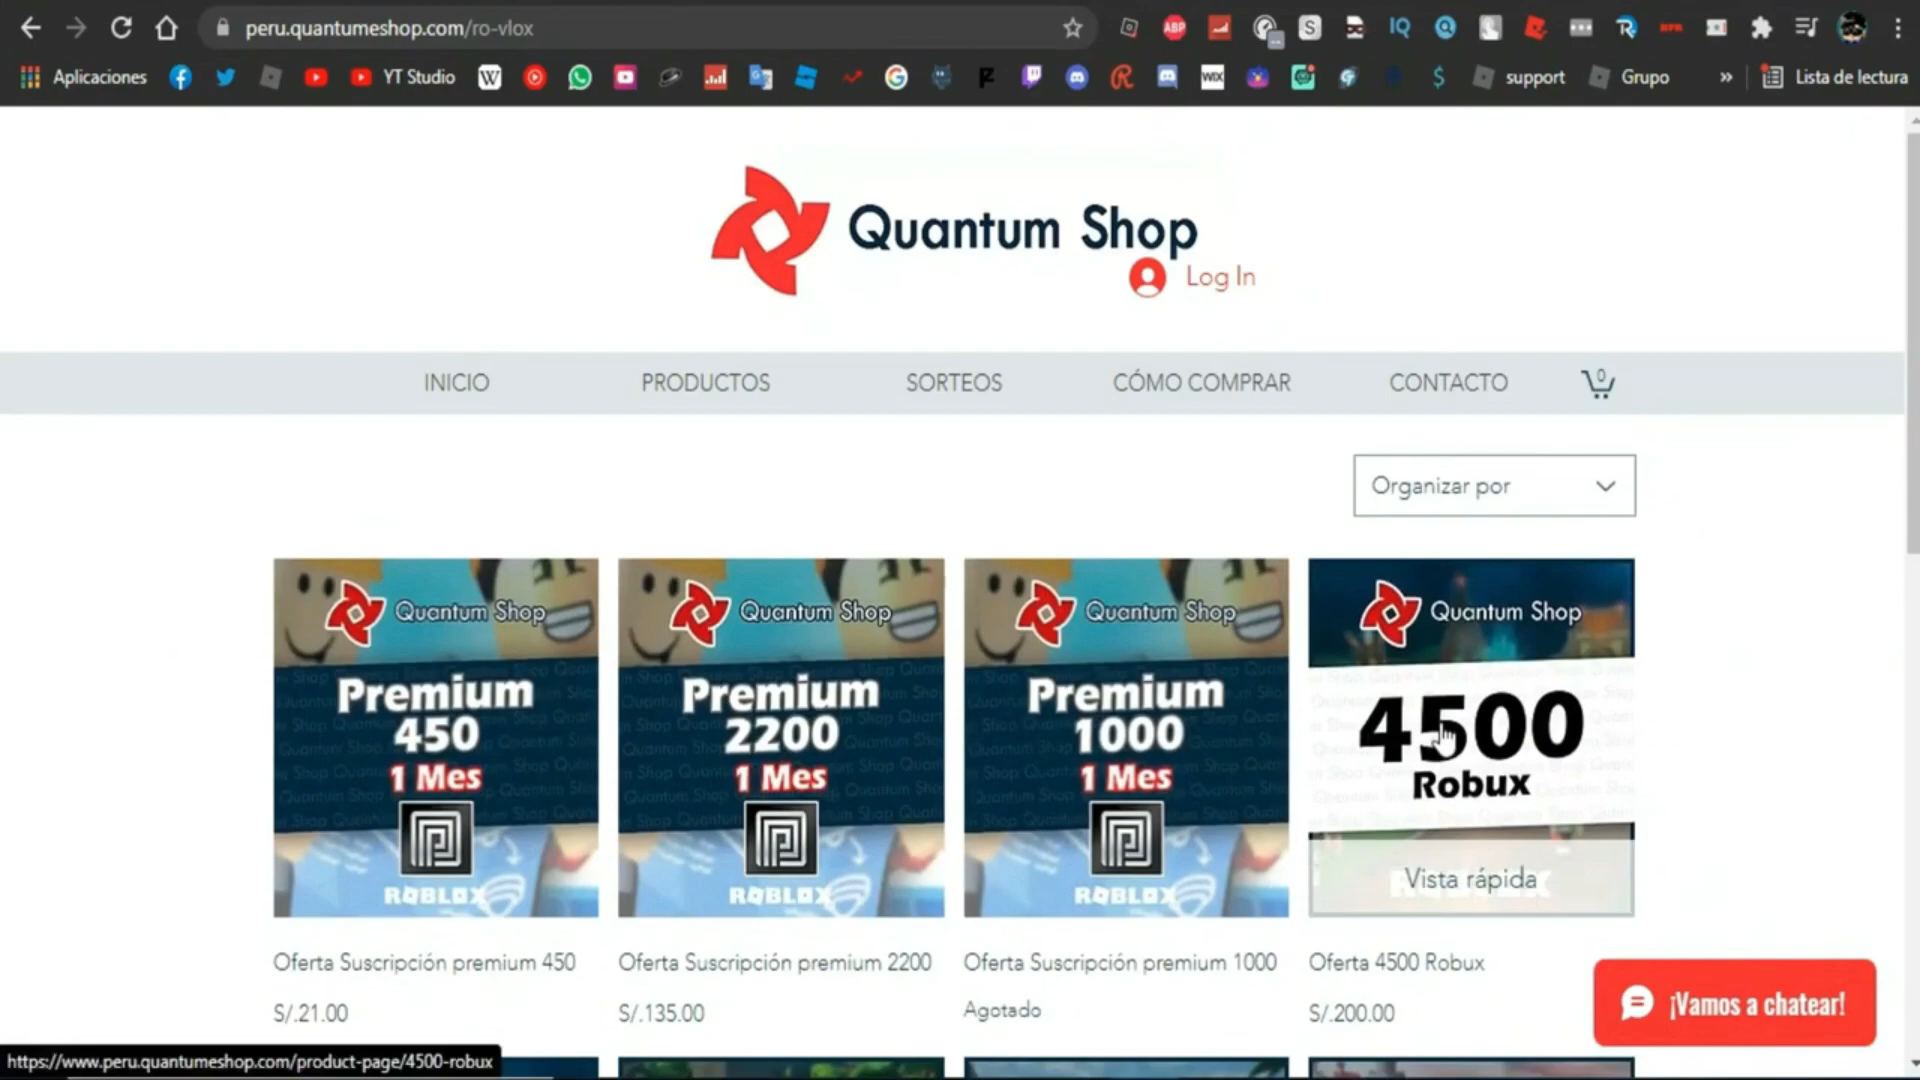 peru.quantumeshop.com/ro-vlox
Aplicaciones YT Studio support Grupo » Lista de lectura
Quantum Shop
Log In
INICIO PRODUCTOS SORTEOS CÓMO COMPRAR CONTACTO 0
Organizar por
Quantum Shop
Premium
450
1 Mes
ROBLOX
Quantum Shop
Premium
2200
1 Mes
ROBLOX
Quantum Shop
Premium
1000
1 Mes
ROBLOX
Quantum Shop
4500
Robux
Vista rápida
Oferta Suscripción premium 450
S/.21.00
Oferta Suscripción premium 2200
S/.135.00
Oferta Suscripción premium 1000
Agotado
Oferta 4500 Robux
S/.200.00
¡Vamos a chatear!
https://www.peru.quantumeshop.com/product-page/4500-robux